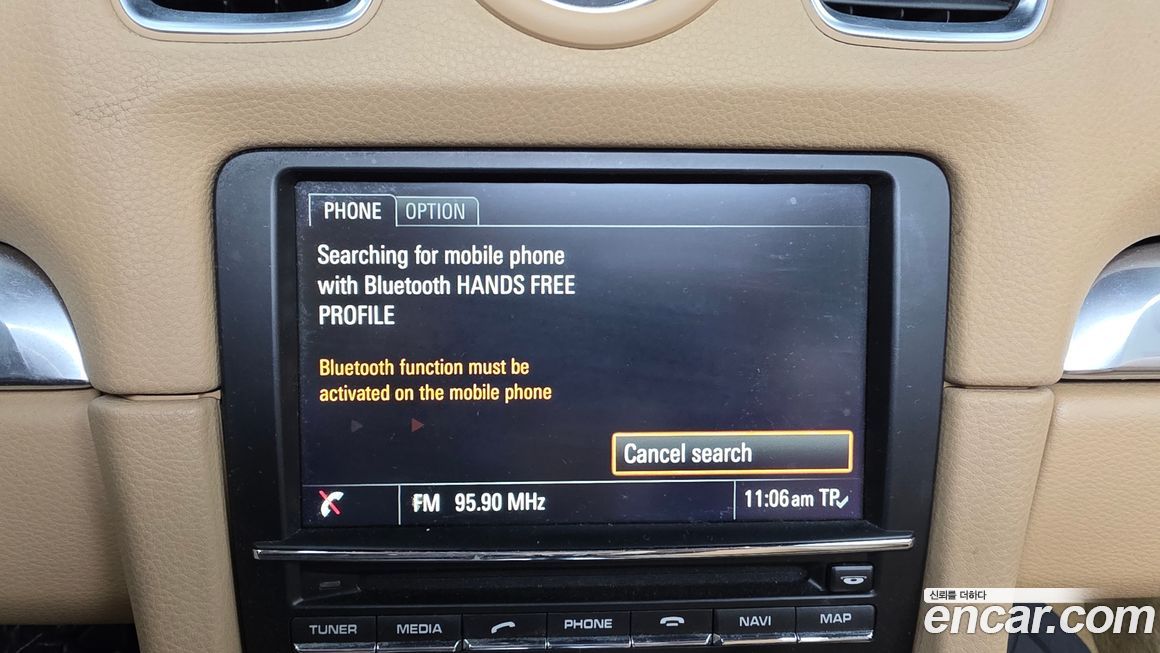 PHONE OPTION
Searching for mobile phone
with Bluetooth HANDS FREE
PROFILE
Bluetooth function must be
activated on the mobile phone
Cancel search
FM 95.90 MHz 11:06 am TP
TUNER MEDIA PHONE NAVI MAP
신뢰를 더하다
encar.com